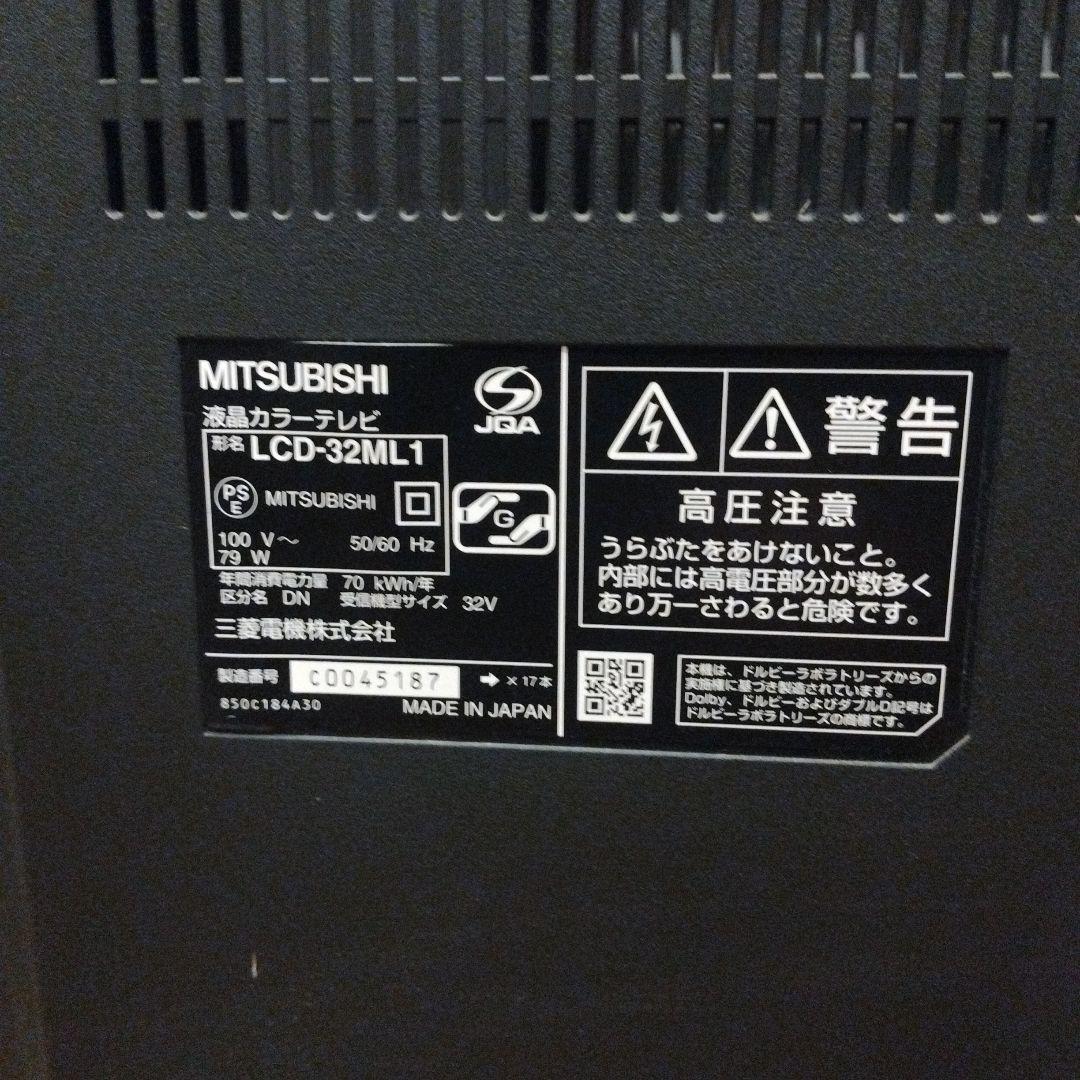 MITSUBISHI
JQA
液晶カラーテレビ
形名 LCD-32ML1
PS
E
MITSUBISHI
G
100 V～ 50/60 Hz
79 W
年間消費電力量 70 kWh/年
区分名 DN 受信機型サイズ 32V
三菱電機株式会社
製造番号 C0045187 ➡ ×17本
850C184A30 MADE IN JAPAN
警告
高圧注意
うらぶたをあけないこと。
内部には高電圧部分が数多く
あり万一さわると危険です。
本機は、ドルビーラボラトリーズからの
実施権に基づき製造されています。
Dolby、ドルビーおよびダブルD記号は
ドルビーラボラトリーズの商標です。